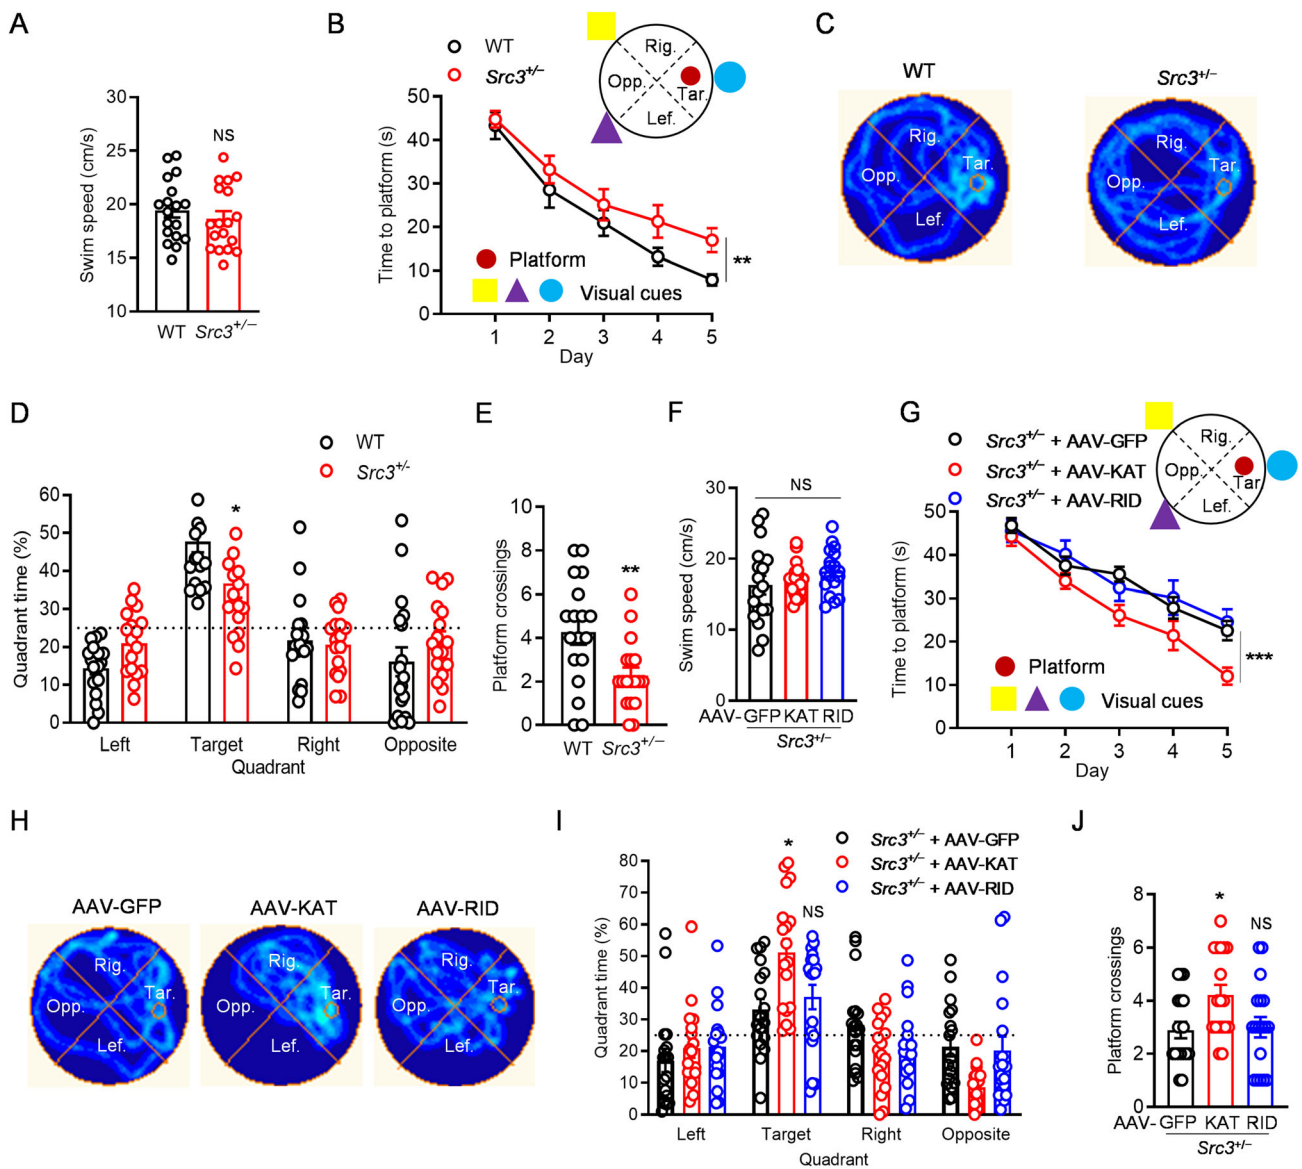 A
Swim speed (cm/s)
30
25
20
15
10
NS
WT Src3+/–
B
WT
Src3+/–
Rig.
Opp.
Tar.
Lef.
Time to platform (s)
50
40
30
20
10
0
**
Platform
Visual cues
1 2 3 4 5
Day
C
WT Src3+/–
Rig.
Tar.
Opp.
Lef.
Rig.
Tar.
Opp.
Lef.
D
WT
Src3+/-
Quadrant time (%)
60
50
40
30
20
10
0
*
Left Target Right Opposite
Quadrant
E
Platform crossings
10
8
6
4
2
0
**
WT Src3+/–
F
Swim speed (cm/s)
30
20
10
0
NS
AAV- GFP KAT RID
Src3+/–
G
Src3+/– + AAV-GFP
Src3+/– + AAV-KAT
Src3+/– + AAV-RID
Rig.
Opp.
Tar.
Lef.
Time to platform (s)
50
40
30
20
10
0
***
Platform
Visual cues
1 2 3 4 5
Day
H
AAV-GFP AAV-KAT AAV-RID
Rig.
Tar.
Opp.
Lef.
Rig.
Tar.
Opp.
Lef.
Rig.
Tar.
Opp.
Lef.
I
Src3+/– + AAV-GFP
Src3+/– + AAV-KAT
Src3+/– + AAV-RID
Quadrant time (%)
80
70
60
50
40
30
20
10
0
*
NS
Left Target Right Opposite
Quadrant
J
Platform crossings
8
6
4
2
0
*
NS
AAV- GFP KAT RID
Src3+/–